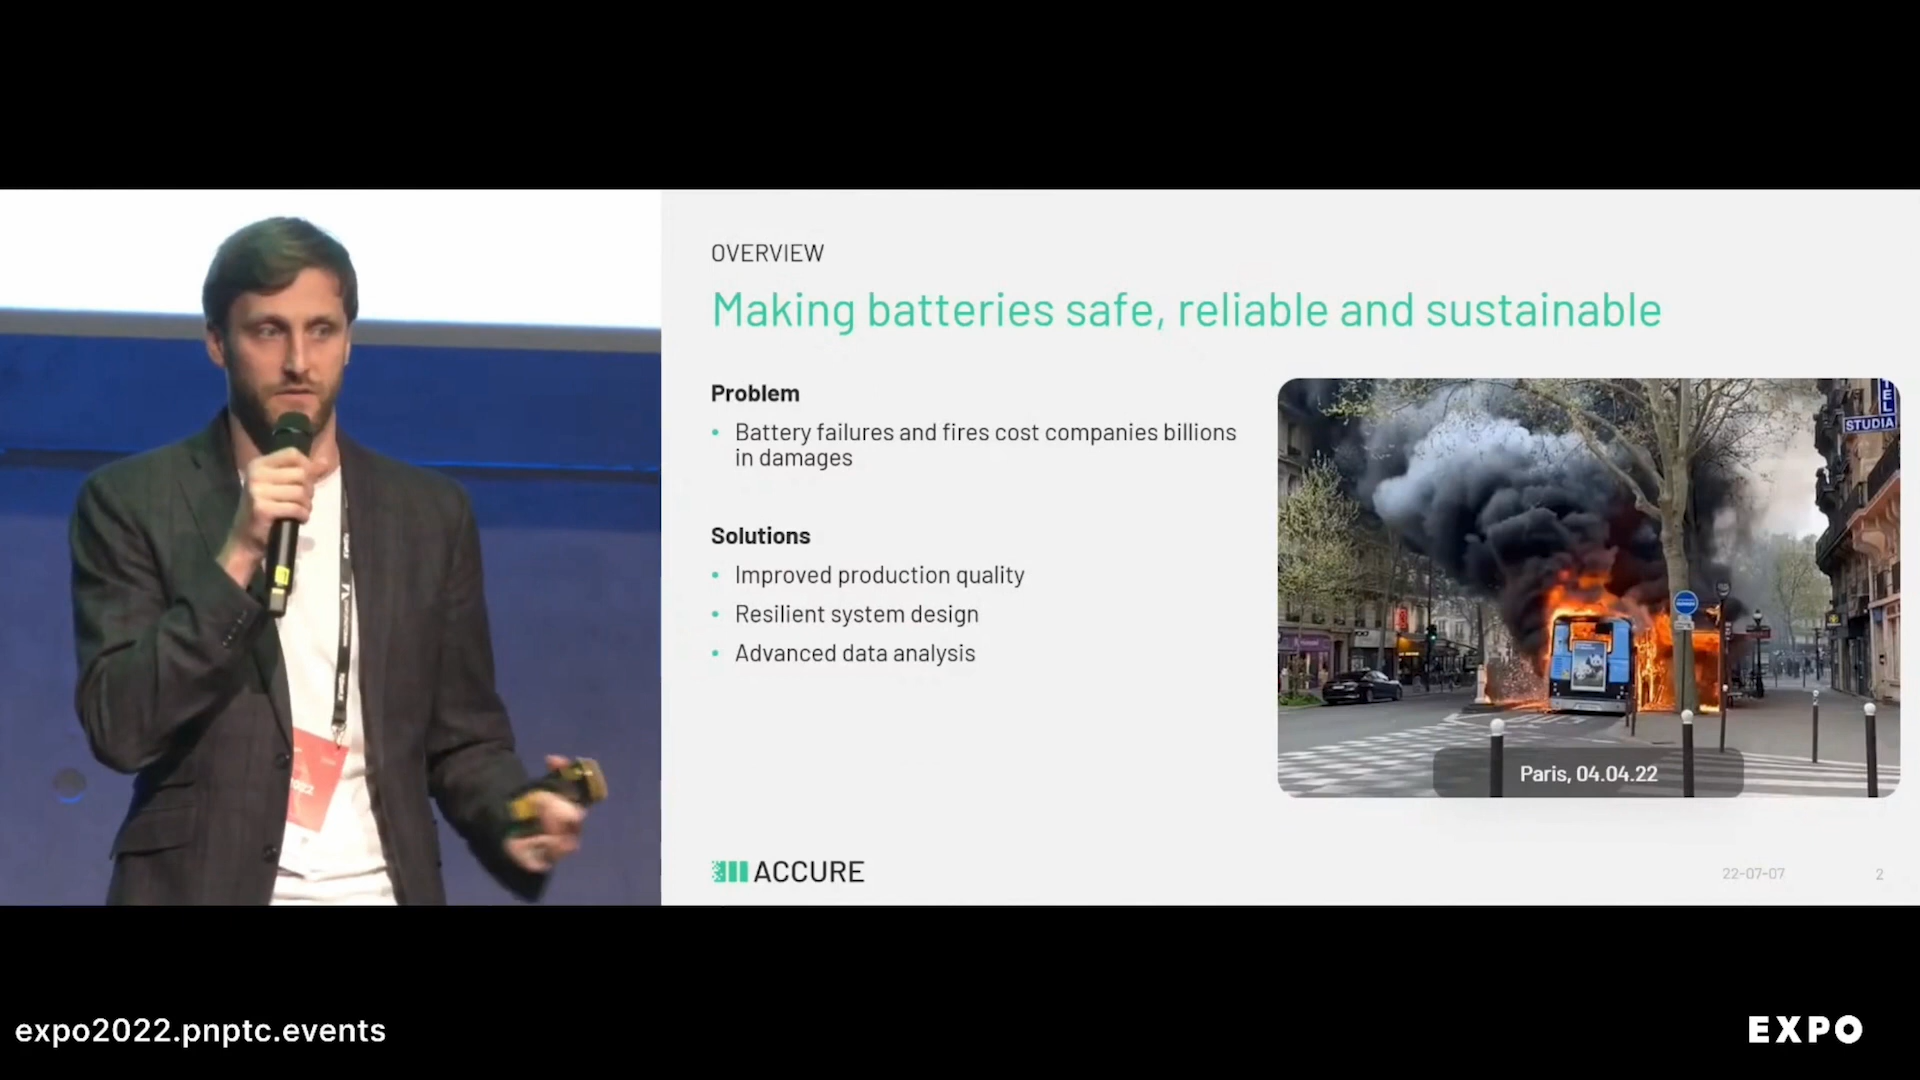 OVERVIEW
Making batteries safe, reliable and sustainable
Problem
• Battery failures and fires cost companies billions
in damages
Solutions
• Improved production quality
• Resilient system design
• Advanced data analysis
STUDIA
Paris, 04.04.22
ACCURE
22-07-07
2
expo2022.pnptc.events
EXPO